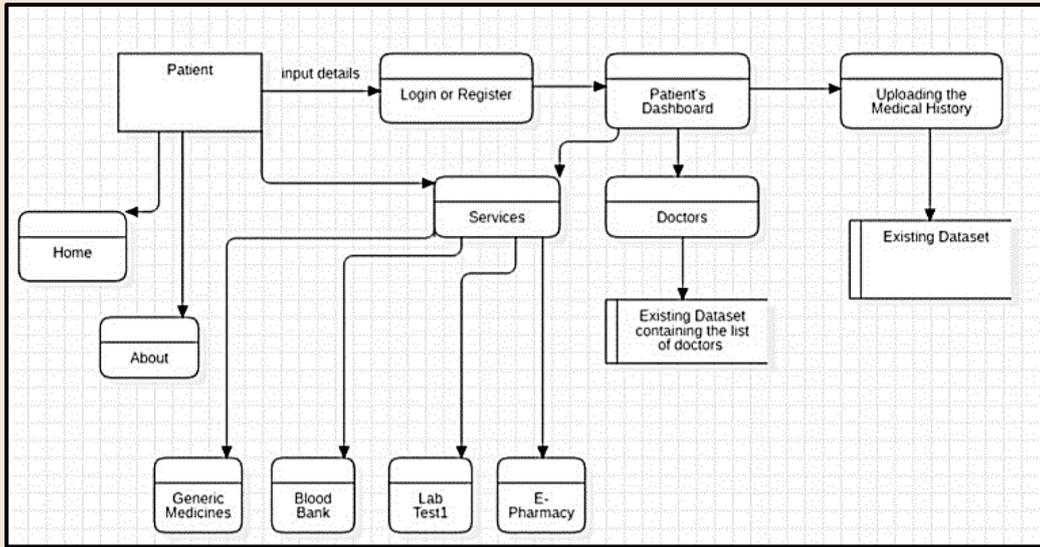 Patient
input details
Login or Register
Patient's
Dashboard
Uploading the
Medical History
Services
Doctors
Existing Dataset
Home
Existing Dataset
containing the list
of doctors
About
Generic
Medicines
Blood
Bank
Lab
Test1
E-
Pharmacy